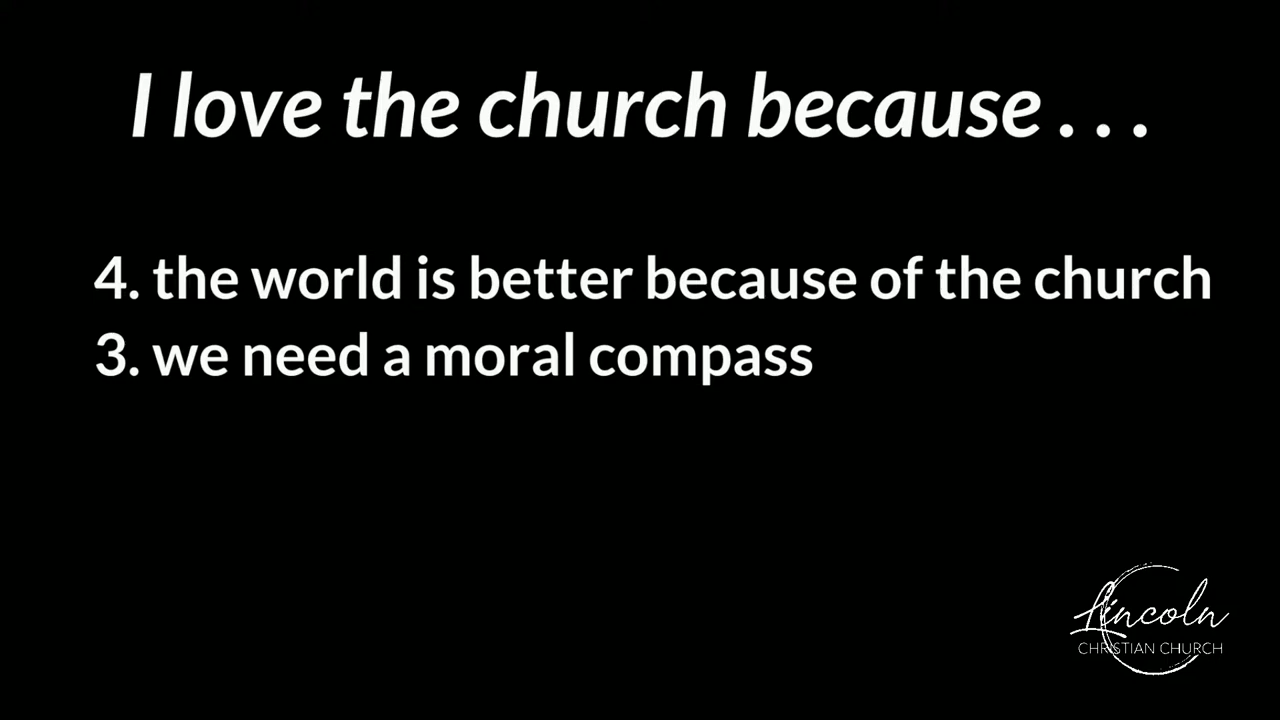 I love the church because . . .
4. the world is better because of the church
3. we need a moral compass
Lincoln
CHRISTIAN CHURCH